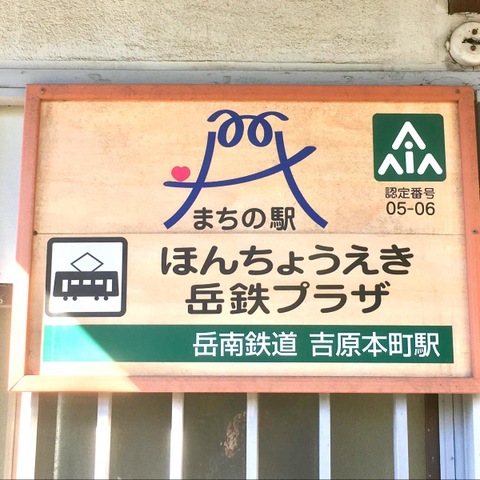 まちの駅
認定番号
05-06
ほんちょうえき
岳鉄プラザ
岳南鉄道 吉原本町駅